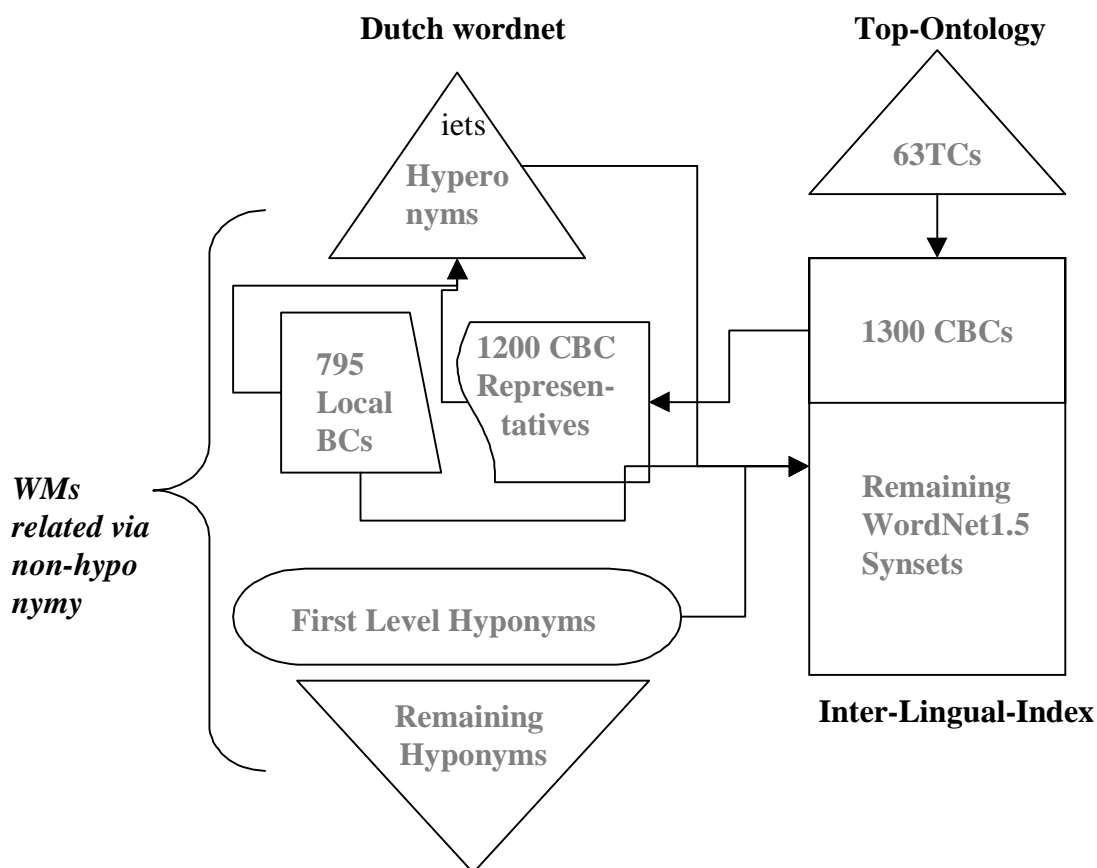 Dutch wordnet
Top-Ontology
iets
Hypero
nyms
63TCs
795
Local
BCs
1200 CBC
Represen-
tatives
1300 CBCs
WMs
related via
non-hypo
nymy
Remaining
WordNet1.5
Synsets
First Level Hyponyms
Remaining
Hyponyms
Inter-Lingual-Index